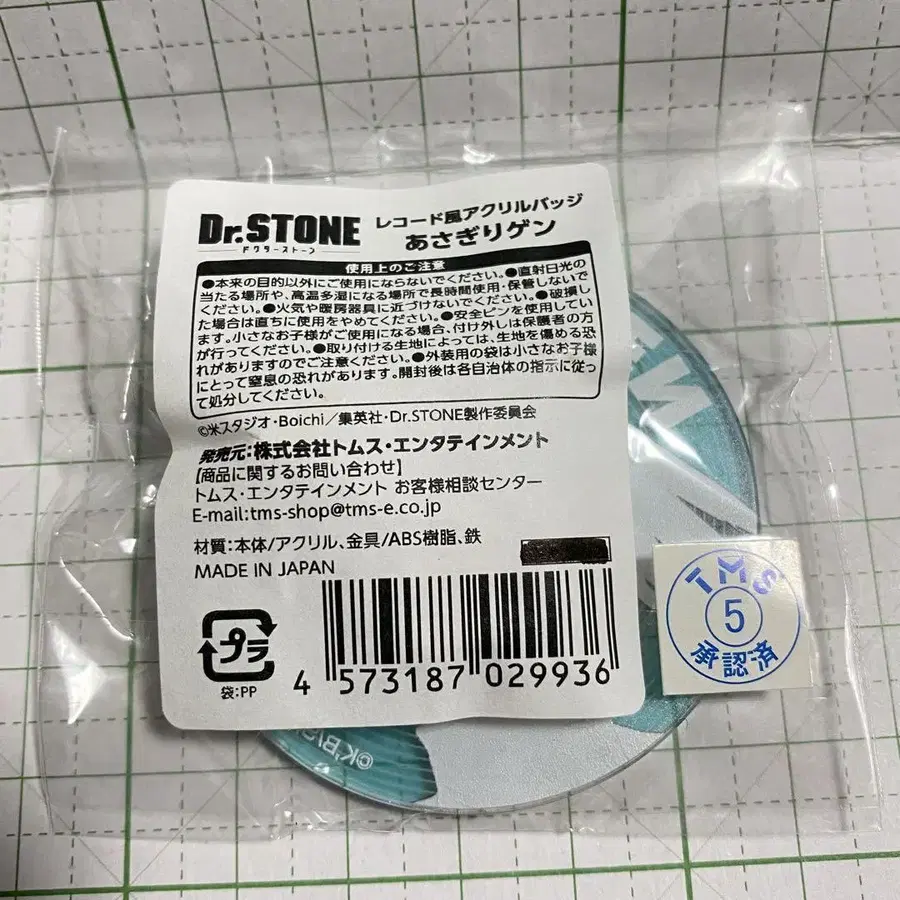 Dr.STONE
ドクターストーン
レコード風アクリルバッジ
あさぎりゲン
使用上のご注意
●本来の目的以外にご使用にならないでください。●直射日光の
当たる場所や、高温多湿になる場所で長時間使用・保管しないで
ください。●火気や暖房器具に近づけないでください。●破損し
た場合は直ちに使用をやめてください。●安全ピンを使用してい
ます。小さなお子様がご使用になる場合、付け外しは保護者の方
が行ってください。●取り付ける生地によっては、生地を傷める恐
れがありますのでご注意ください。●外装用の袋は小さなお子様
にとって窒息の恐れがあります。開封後は各自治体の指示に従っ
て処分してください。
©米スタジオ・Boichi／集英社・Dr.STONE製作委員会
発売元:株式会社トムス・エンタテインメント
【商品に関するお問い合わせ】
トムス・エンタテインメント お客様相談センター
E-mail:tms-shop@tms-e.co.jp
材質:本体/アクリル、金具/ABS樹脂、鉄
MADE IN JAPAN
プラ
袋:PP
4 573187 029936
TMS
5
承認済